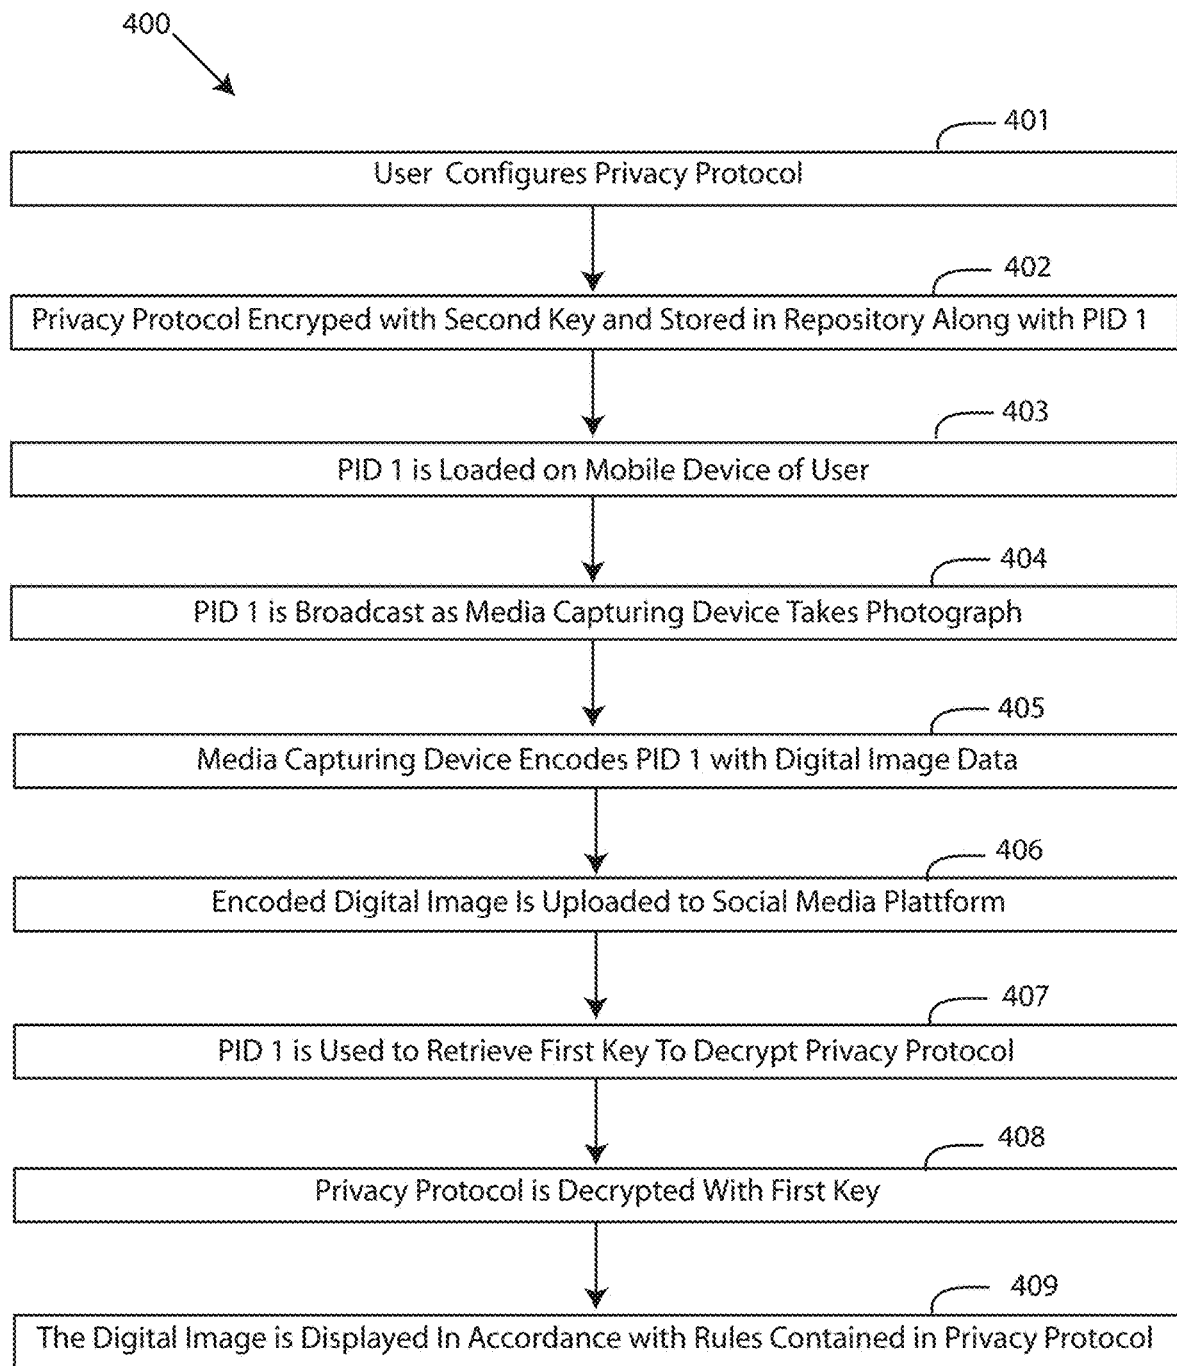 400
401
User Configures Privacy Protocol
402
Privacy Protocol Encryped with Second Key and Stored in Repository Along with PID 1
403
PID 1 is Loaded on Mobile Device of User
404
PID 1 is Broadcast as Media Capturing Device Takes Photograph
405
Media Capturing Device Encodes PID 1 with Digital Image Data
406
Encoded Digital Image Is Uploaded to Social Media Plattform
407
PID 1 is Used to Retrieve First Key To Decrypt Privacy Protocol
408
Privacy Protocol is Decrypted With First Key
409
The Digital Image is Displayed In Accordance with Rules Contained in Privacy Protocol